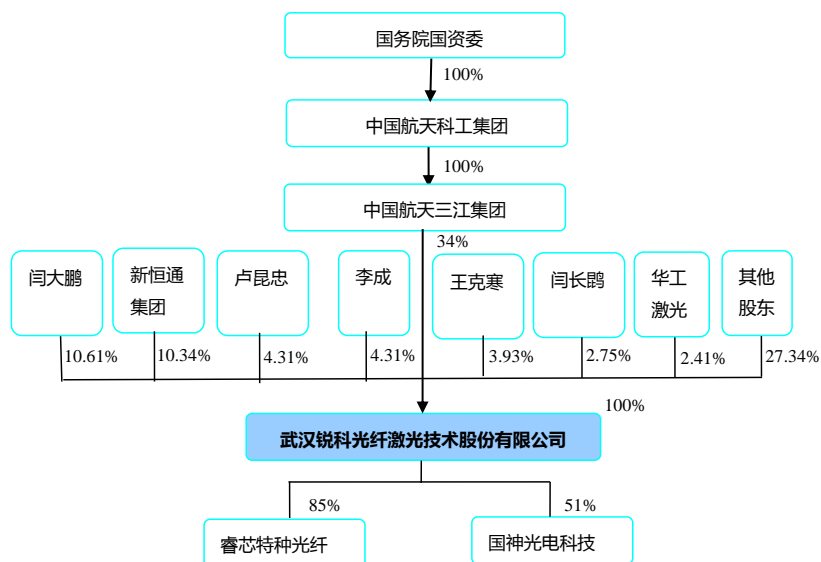 国务院国资委
100%
中国航天科工集团
100%
中国航天三江集团
34%
闫大鹏
新恒通
集团
卢昆忠
李成
王克寒
闫长鹍
华工
激光
其他
股东
10.61%
10.34%
4.31%
4.31%
3.93%
2.75%
2.41%
27.34%
100%
武汉锐科光纤激光技术股份有限公司
85%
51%
睿芯特种光纤
国神光电科技